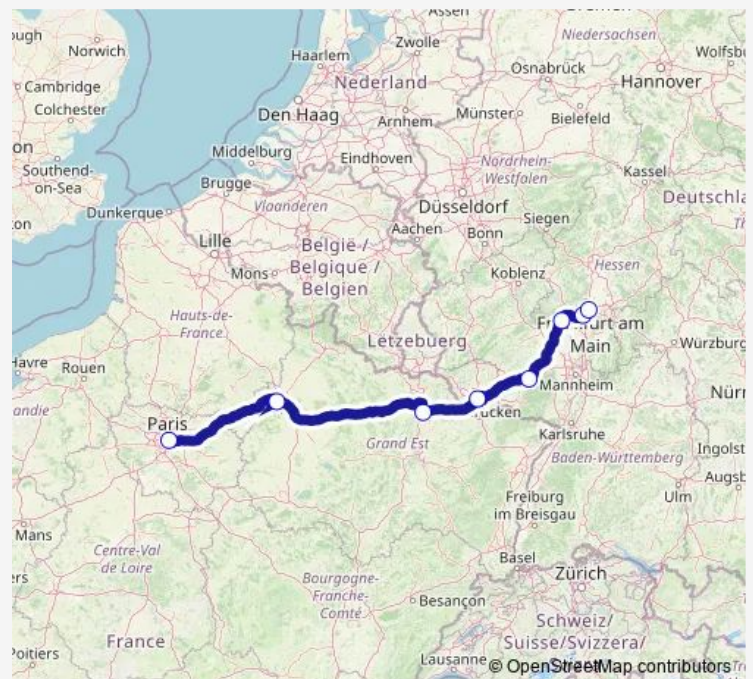 Assen
ough
Norwich
Haarlem
Zwolle
Niedersachsen
Wolfsbu
Cambridge
Nederland
Osnabrück
Hannover
Colchester
Den Haag
Arnhem
Münster
Bielefeld
on
Southend-
on-Sea
Middelburg
Eindhoven
Nordrhein-
Westfalen
Kassel
Brugge
Vlaanderen
Düsseldorf
Deutschla
Dunkerque
Lille
België /
Belgique /
Belgien
Aachen
Bonn
Siegen
on
Mons
Koblenz
Hessen
Hauts-de-
France
Lëtzebuerg
am
Main
Würzburg
Havre
Rouen
Mannheim
andie
Paris
Nürn
Grand Est
Karlsruhe
Ingolst
Baden-Württemberg
Augsb
Freiburg
im Breisgau
Ulm
Mans
Centre-Val
de Loire
Basel
Zürich
ers
Bourgogne-
Franche-
Comté
Besançon
Schweiz/
Suisse/Svizzera/
France
Poitiers
Lausanne
© OpenStreetMap contributors